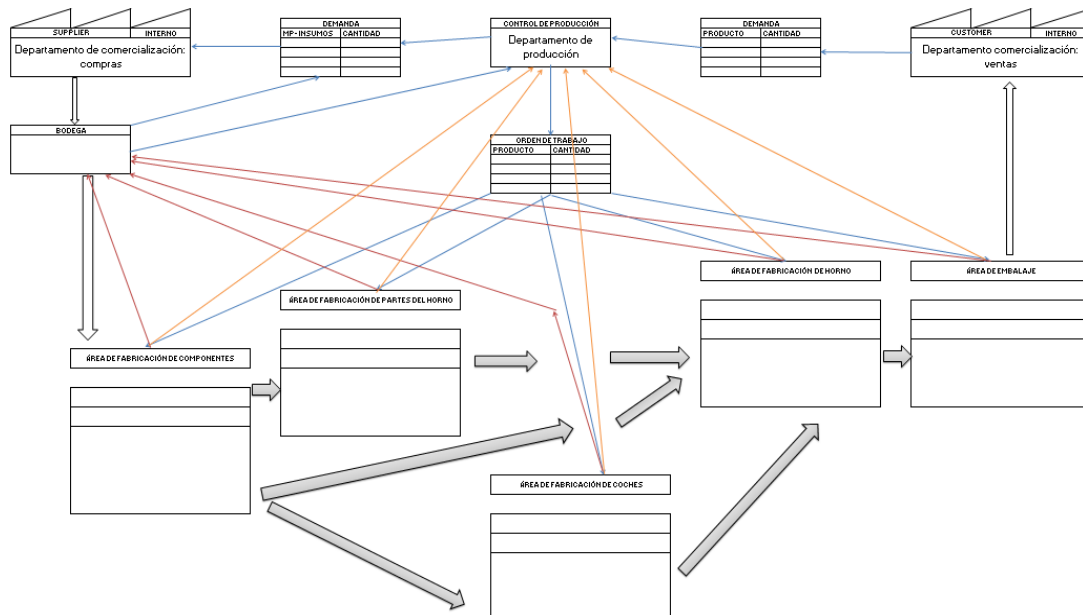 SUPPLIER
INTERNO
Departamento de comercialización:
compras
DEMANDA
MP-INSUMOS CANTIDAD
CONTROL DE PRODUCCIÓN
Departamento de
producción
DEMANDA
PRODUCTO CANTIDAD
CUSTOMER
INTERNO
Departamento comercialización:
ventas
BODEGA
ORDEN DE TRABAJO
PRODUCTO CANTIDAD
ÁREA DE FABRICACIÓN DE HORNO
ÁREA DE EMBALAJE
ÁREA DE FABRICACIÓN DE PARTES DEL HORNO
ÁREA DE FABRICACIÓN DE COMPONENTES
ÁREA DE FABRICACIÓN DE COCHES